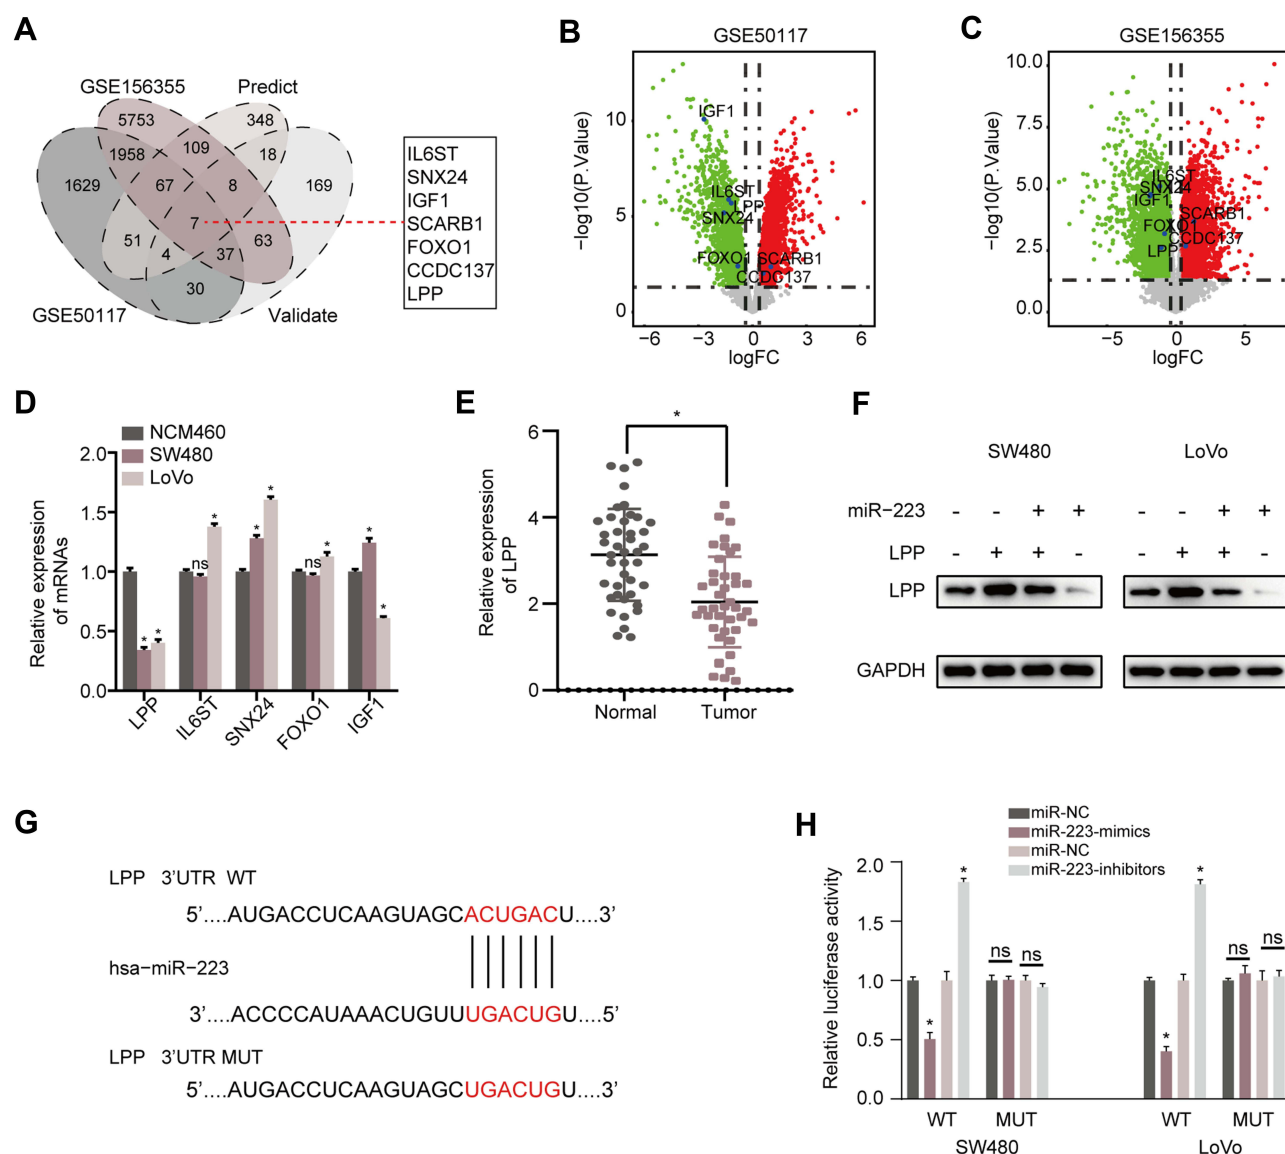 A
GSE156355
Predict
5753
348
109
18
1958
1629
67
8
169
7
51
4
37
63
30
GSE50117
Validate
IL6ST
SNX24
IGF1
SCARB1
FOXO1
CCDC137
LPP
B
GSE50117
−log10(P.Value)
10
5
0
IGF1
IL6ST
LPP
SNX24
FOXO1
SCARB1
CCDC137
−6 −3 0 3 6
logFC
C
GSE156355
−log10(P.Value)
10.0
7.5
5.0
2.5
0.0
IL6ST
SNX24
IGF1
SCARB1
FOXO1
CCDC137
LPP
−5 0 5
logFC
D
NCM460
SW480
LoVo
Relative expression
of mRNAs
2.0
1.5
1.0
0.5
0.0
* * ns * * * ns * * *
LPP IL6ST SNX24 FOXO1 IGF1
E
*
Relative expression
of LPP
6
4
2
0
Normal Tumor
F
SW480 LoVo
miR−223 - - + + - - + +
LPP - + + - - + + -
LPP
GAPDH
G
LPP 3’UTR WT
5’....AUGACCUCAAGUAGCACUGACU....3’
hsa−miR−223
3’....ACCCCAUAAACUGUUUGACUGU....5’
LPP 3’UTR MUT
5’....AUGACCUCAAGUAGCUGACUGU....3’
H
miR-NC
miR-223-mimics
miR-NC
miR-223-inhibitors
Relative luciferase activity
2.0
1.5
1.0
0.5
0.0
* * ns ns * * ns ns
WT MUT WT MUT
SW480 LoVo